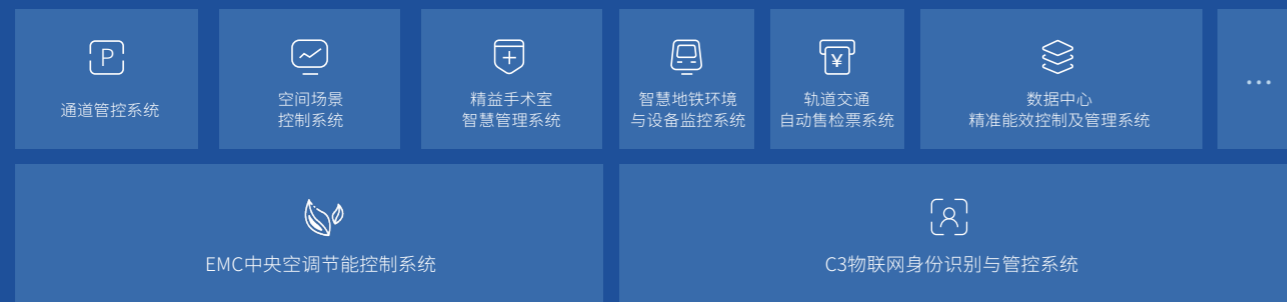 P
通道管控系统
空间场景
控制系统
精益手术室
智慧管理系统
智慧地铁环境
与设备监控系统
¥
轨道交通
自动售检票系统
数据中心
精准能效控制及管理系统
...
EMC中央空调节能控制系统
C3物联网身份识别与管控系统